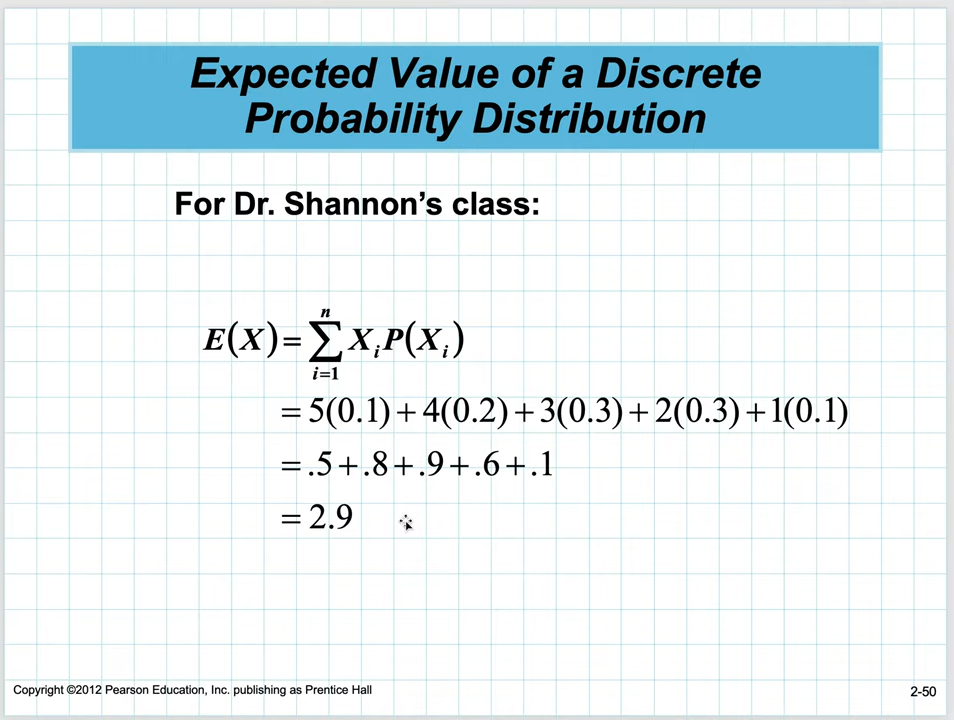 Expected Value of a Discrete
Probability Distribution
For Dr. Shannon’s class:
E(X) = ∑ⁿᵢ₌₁ XᵢP(Xᵢ)
= 5(0.1) + 4(0.2) + 3(0.3) + 2(0.3) + 1(0.1)
= .5 + .8 + .9 + .6 + .1
= 2.9
Copyright ©2012 Pearson Education, Inc. publishing as Prentice Hall
2-50